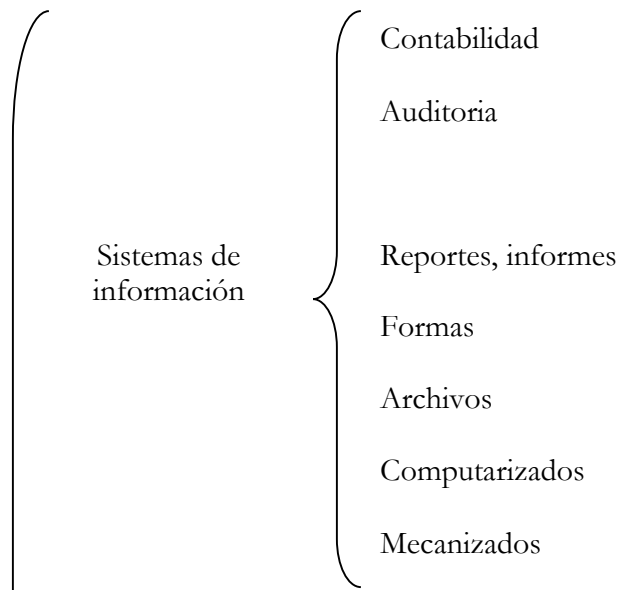 Contabilidad
Auditoria
Sistemas de
información
Reportes, informes
Formas
Archivos
Computarizados
Mecanizados